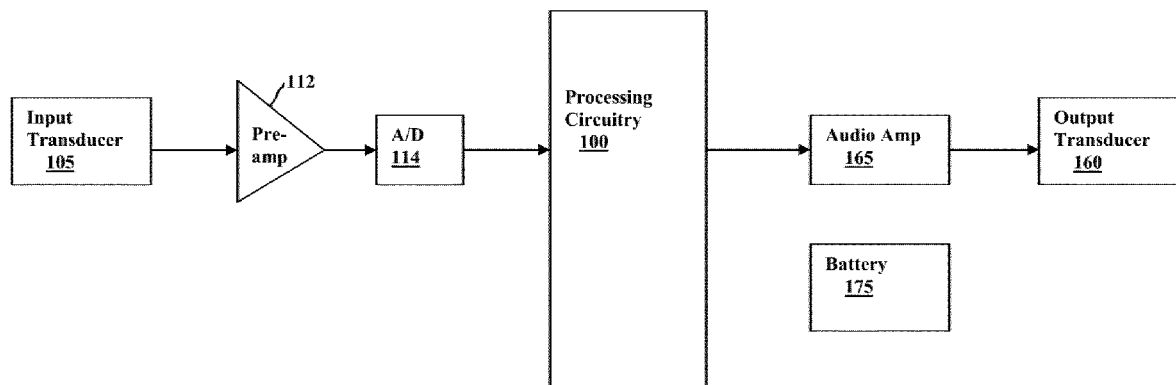 112
Input
Transducer
105
Pre-
amp
A/D
114
Processing
Circuitry
100
Audio Amp
165
Output
Transducer
160
Battery
175